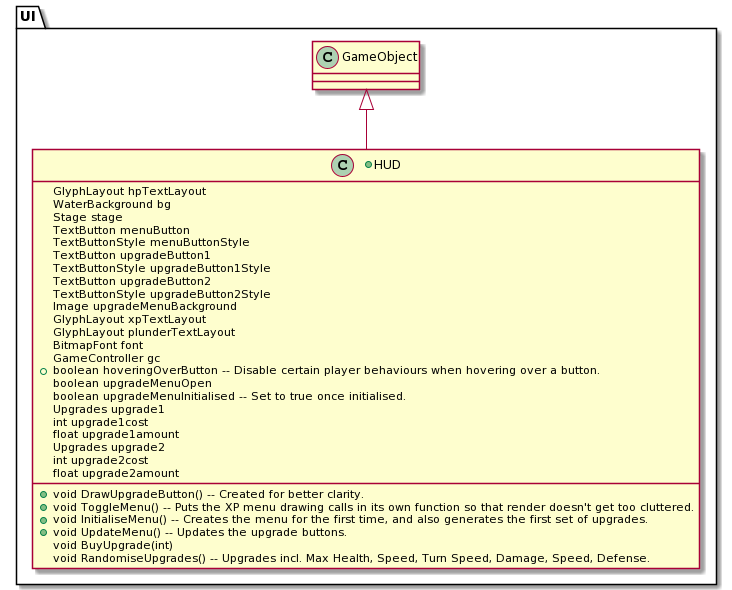 UI
C GameObject
C HUD
GlyphLayout hpTextLayout
WaterBackground bg
Stage stage
TextButton menuButton
TextButtonStyle menuButtonStyle
TextButton upgradeButton1
TextButtonStyle upgradeButton1Style
TextButton upgradeButton2
TextButtonStyle upgradeButton2Style
Image upgradeMenuBackground
GlyphLayout xpTextLayout
GlyphLayout plunderTextLayout
BitmapFont font
GameController gc
boolean hoveringOverButton -- Disable certain player behaviours when hovering over a button.
boolean upgradeMenuOpen
boolean upgradeMenuInitialised -- Set to true once initialised.
Upgrades upgrade1
int upgrade1cost
float upgrade1amount
Upgrades upgrade2
int upgrade2cost
float upgrade2amount
void DrawUpgradeButton() -- Created for better clarity.
void ToggleMenu() -- Puts the XP menu drawing calls in its own function so that render doesn't get too cluttered.
void InitialiseMenu() -- Creates the menu for the first time, and also generates the first set of upgrades.
void UpdateMenu() -- Updates the upgrade buttons.
void BuyUpgrade(int)
void RandomiseUpgrades() -- Upgrades incl. Max Health, Speed, Turn Speed, Damage, Speed, Defense.